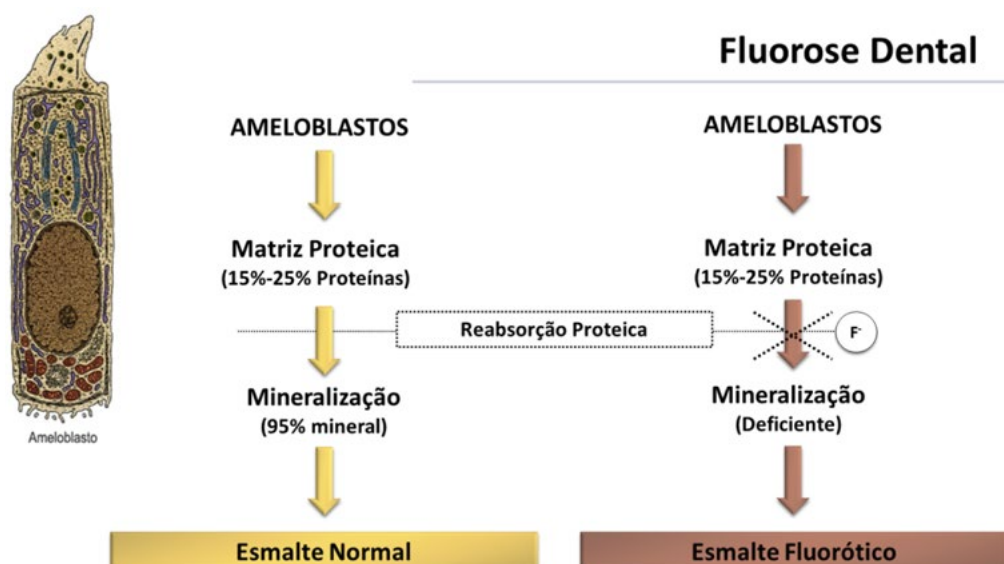 Fluorose Dental
Ameloblasto
AMELOBLASTOS
Matriz Proteica
(15%-25% Proteínas)
Mineralização
(95% mineral)
Esmalte Normal
Reabsorção Proteica
AMELOBLASTOS
Matriz Proteica
(15%-25% Proteínas)
F-
Mineralização
(Deficiente)
Esmalte Fluorótico